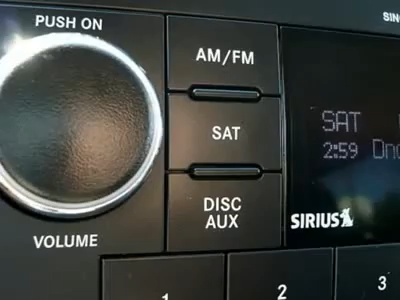 PUSH ON
VOLUME
AM/FM
SAT
DISC
AUX
SAT
2:59
SIRIUS
1
2
3